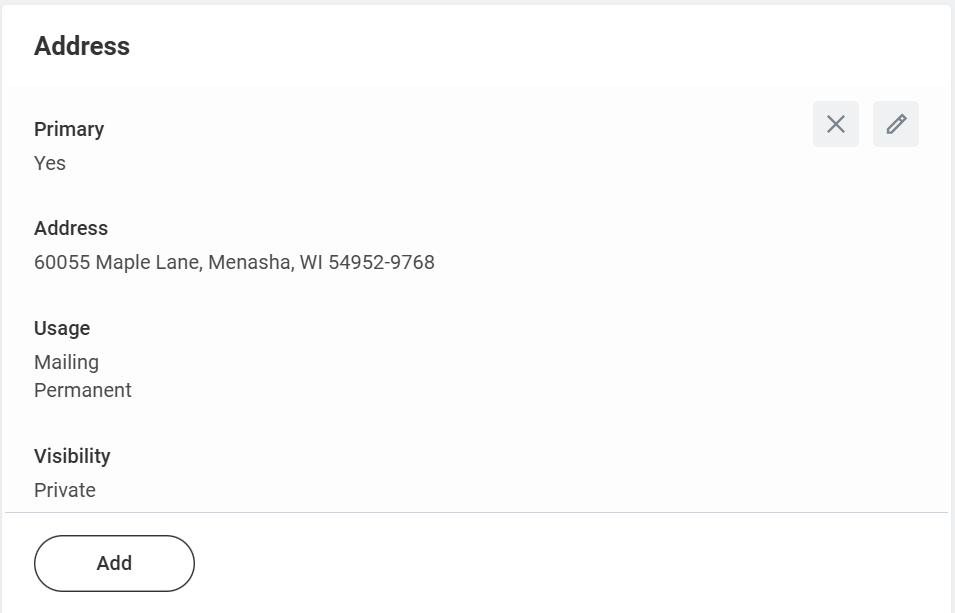 Address
Primary
Yes
Address
60055 Maple Lane, Menasha, WI 54952-9768
Usage
Mailing
Permanent
Visibility
Private
Add